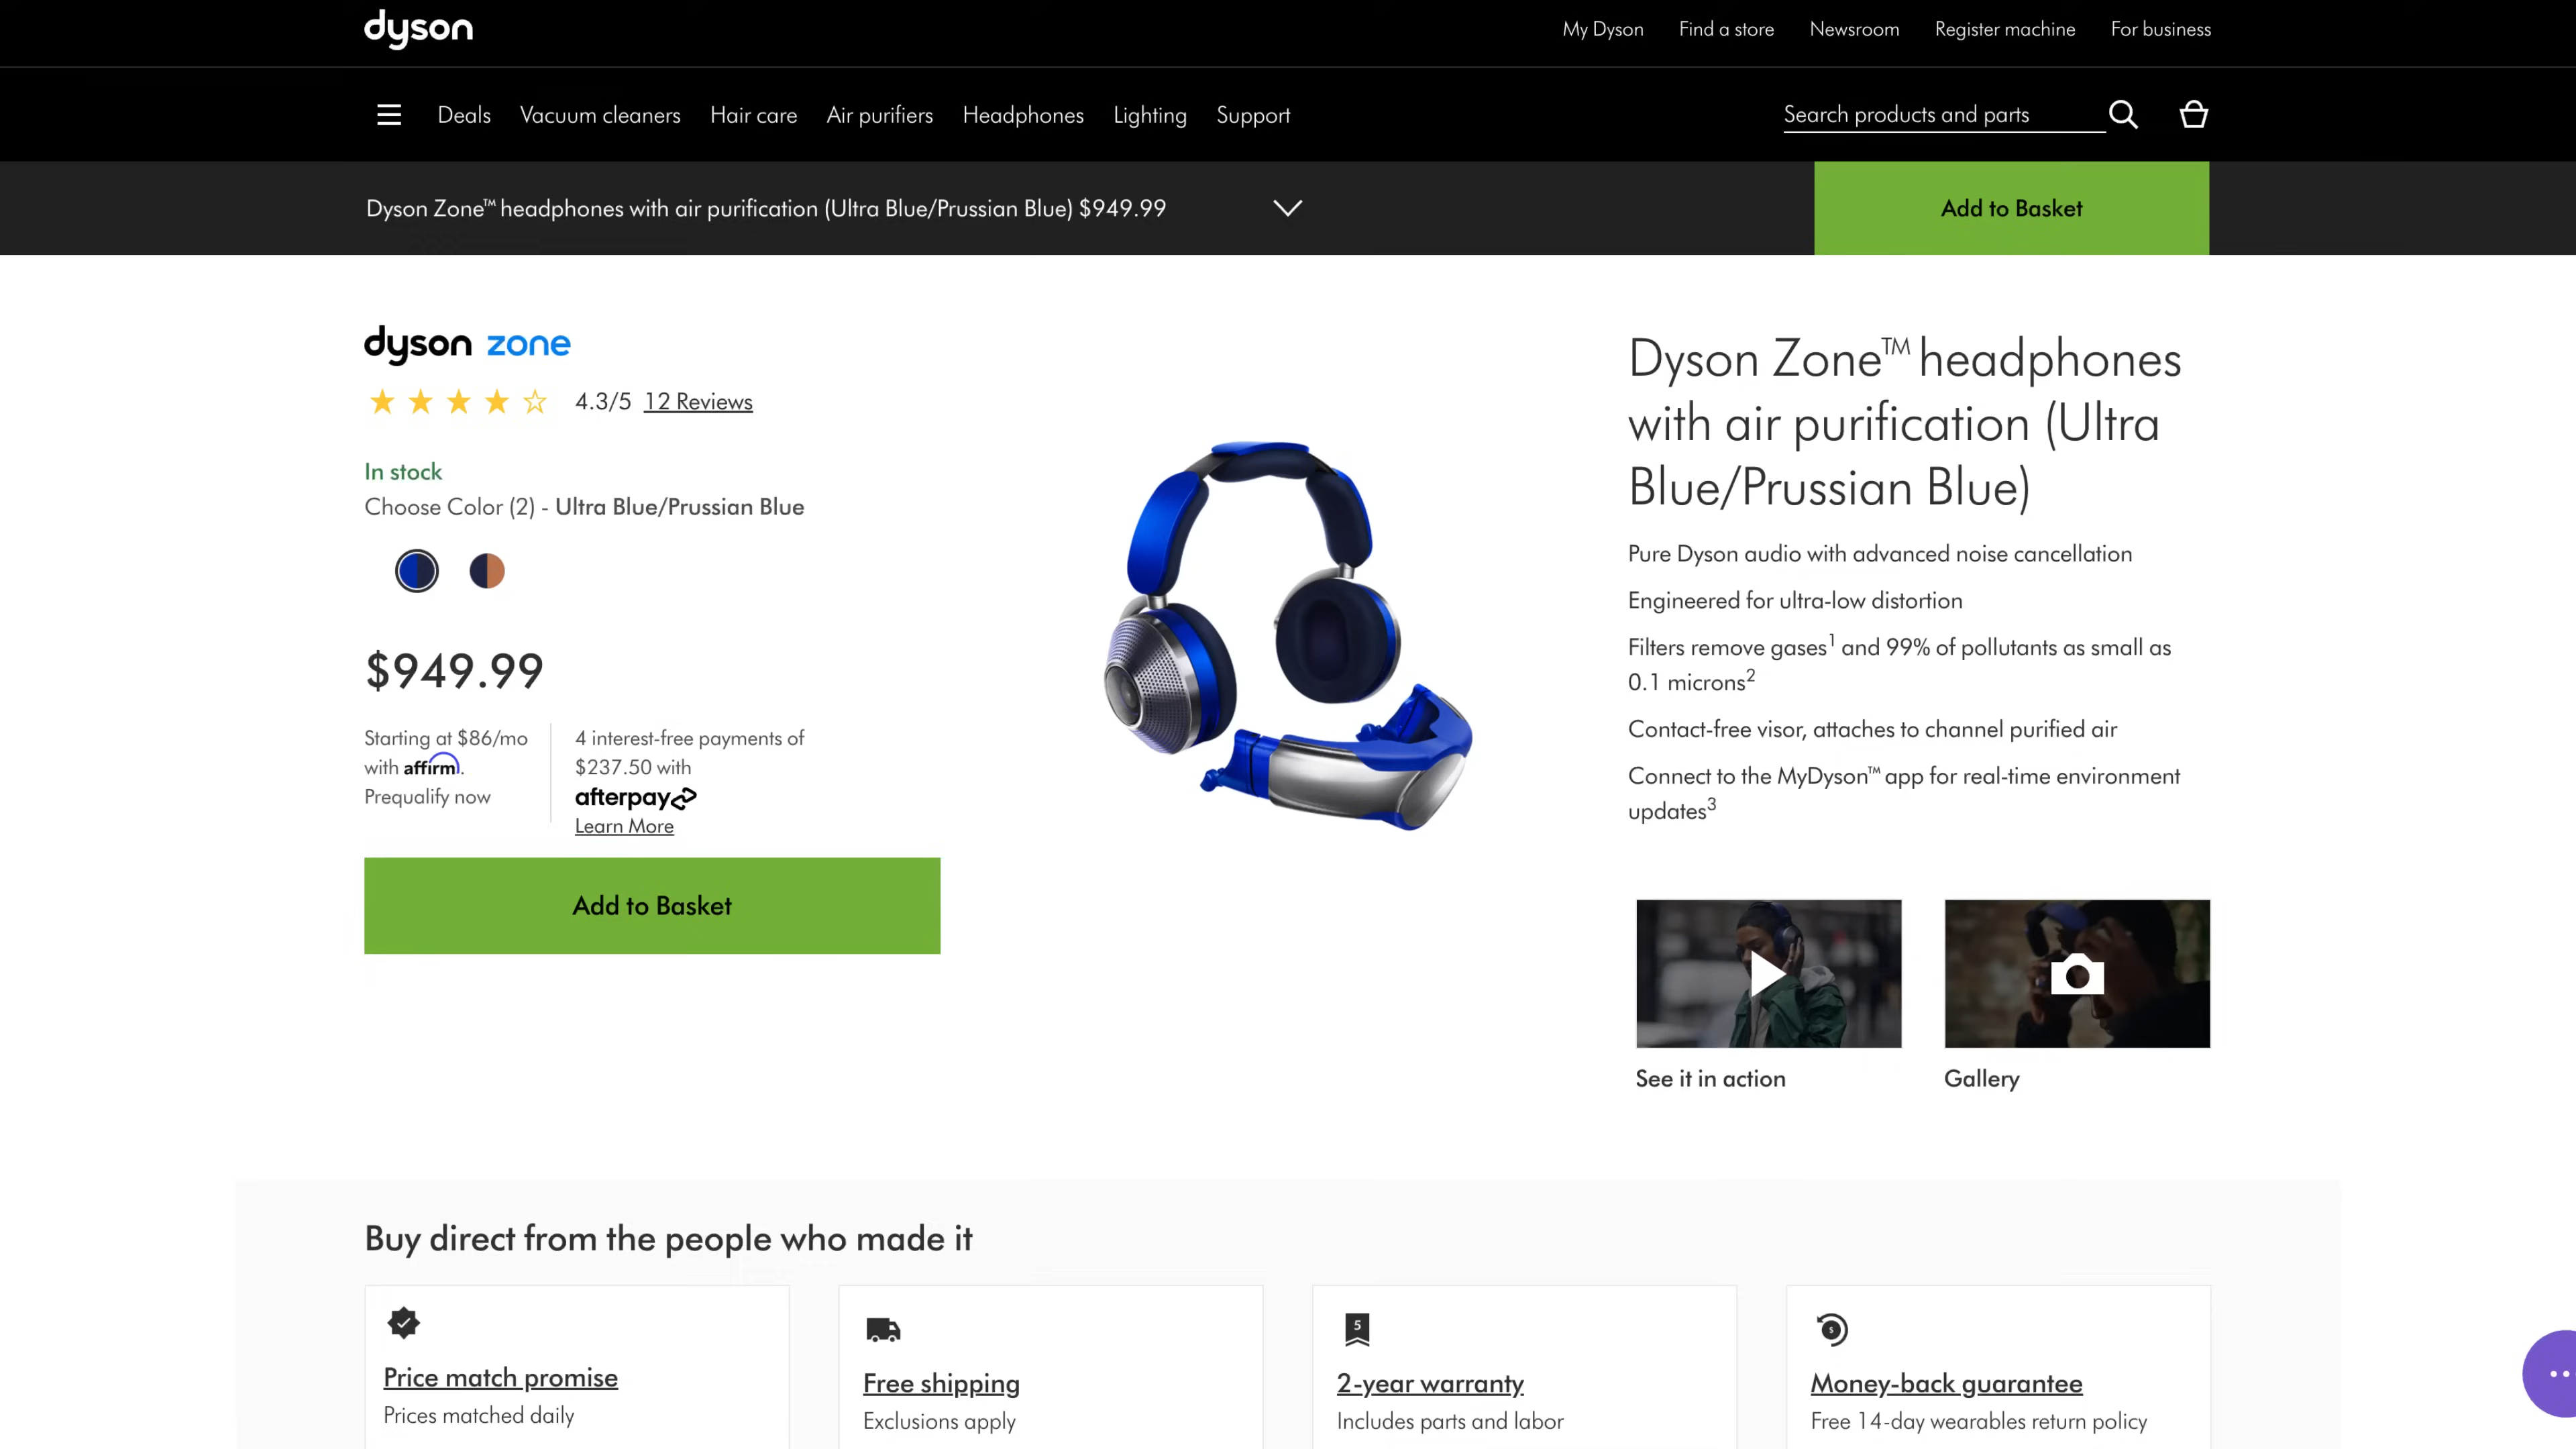 dyson
My Dyson Find a store Newsroom Register machine For business
Deals Vacuum cleaners Hair care Air purifiers Headphones Lighting Support
Search products and parts
Dyson Zone™ headphones with air purification (Ultra Blue/Prussian Blue) $949.99
Add to Basket
dyson zone
4.3/5 12 Reviews
In stock
Choose Color (2) - Ultra Blue/Prussian Blue
$949.99
Starting at $86/mo
with affirm.
Prequalify now
4 interest-free payments of
$237.50 with
afterpay
Learn More
Add to Basket
Dyson Zone™ headphones
with air purification (Ultra
Blue/Prussian Blue)
Pure Dyson audio with advanced noise cancellation
Engineered for ultra-low distortion
Filters remove gases¹ and 99% of pollutants as small as
0.1 microns²
Contact-free visor, attaches to channel purified air
Connect to the MyDyson™ app for real-time environment
updates³
See it in action
Gallery
Buy direct from the people who made it
Price match promise
Prices matched daily
Free shipping
Exclusions apply
5
2-year warranty
Includes parts and labor
$
Money-back guarantee
Free 14-day wearables return policy